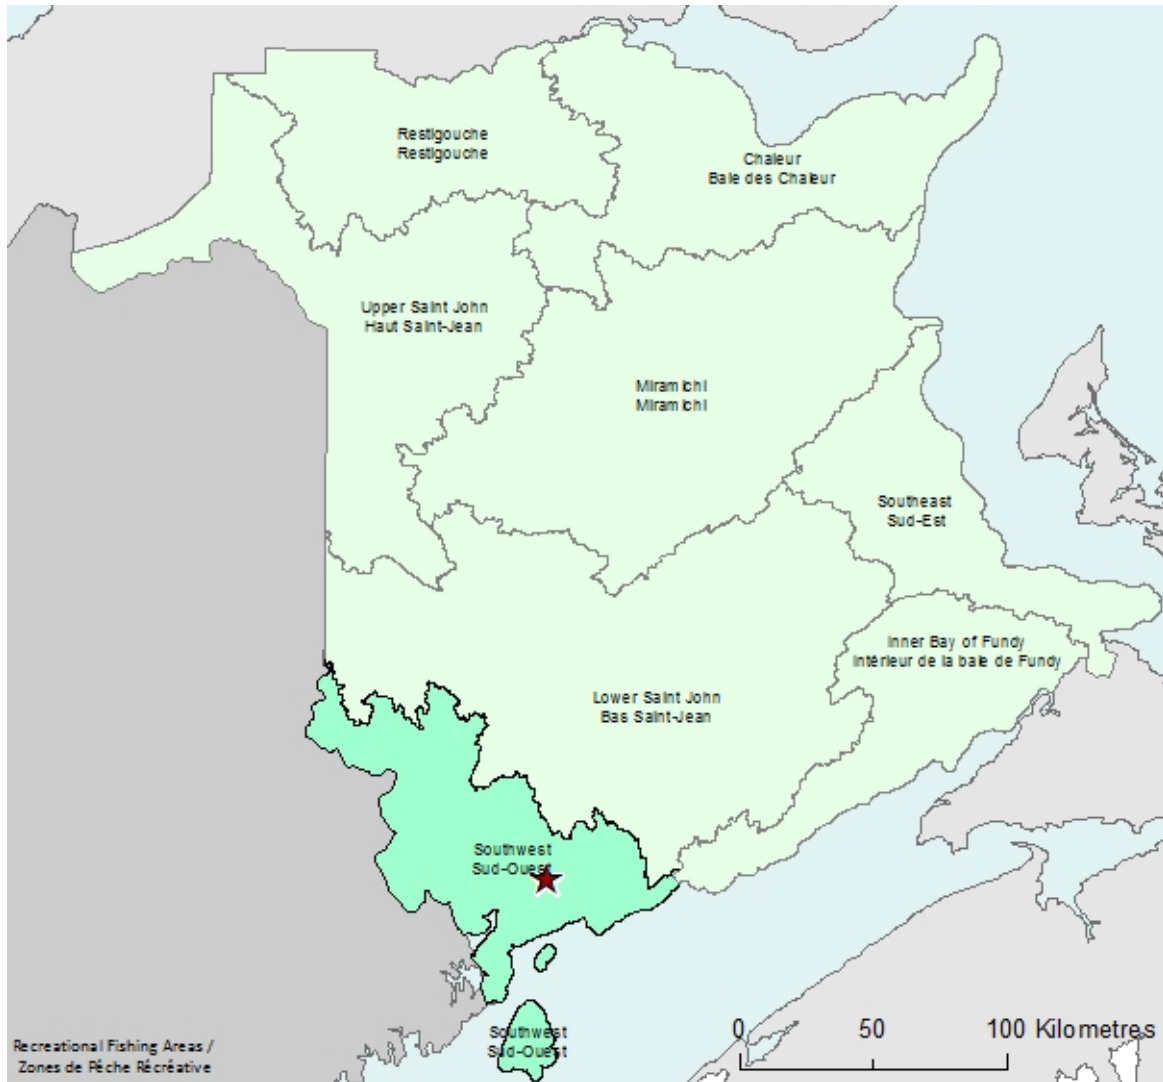 Restigouche
Restigouche
Chaleur
Baie des Chaleur
Upper Saint John
Haut Saint-Jean
Miramichi
Miramichi
Southeast
Sud-Est
Inner Bay of Fundy
Intérieur de la baie de Fundy
Lower Saint John
Bas Saint-Jean
Southwest
Sud-Ouest
Southwest
Sud-Ouest
0 50 100 Kilometres
Recreational Fishing Areas /
Zones de Pêche Récréative